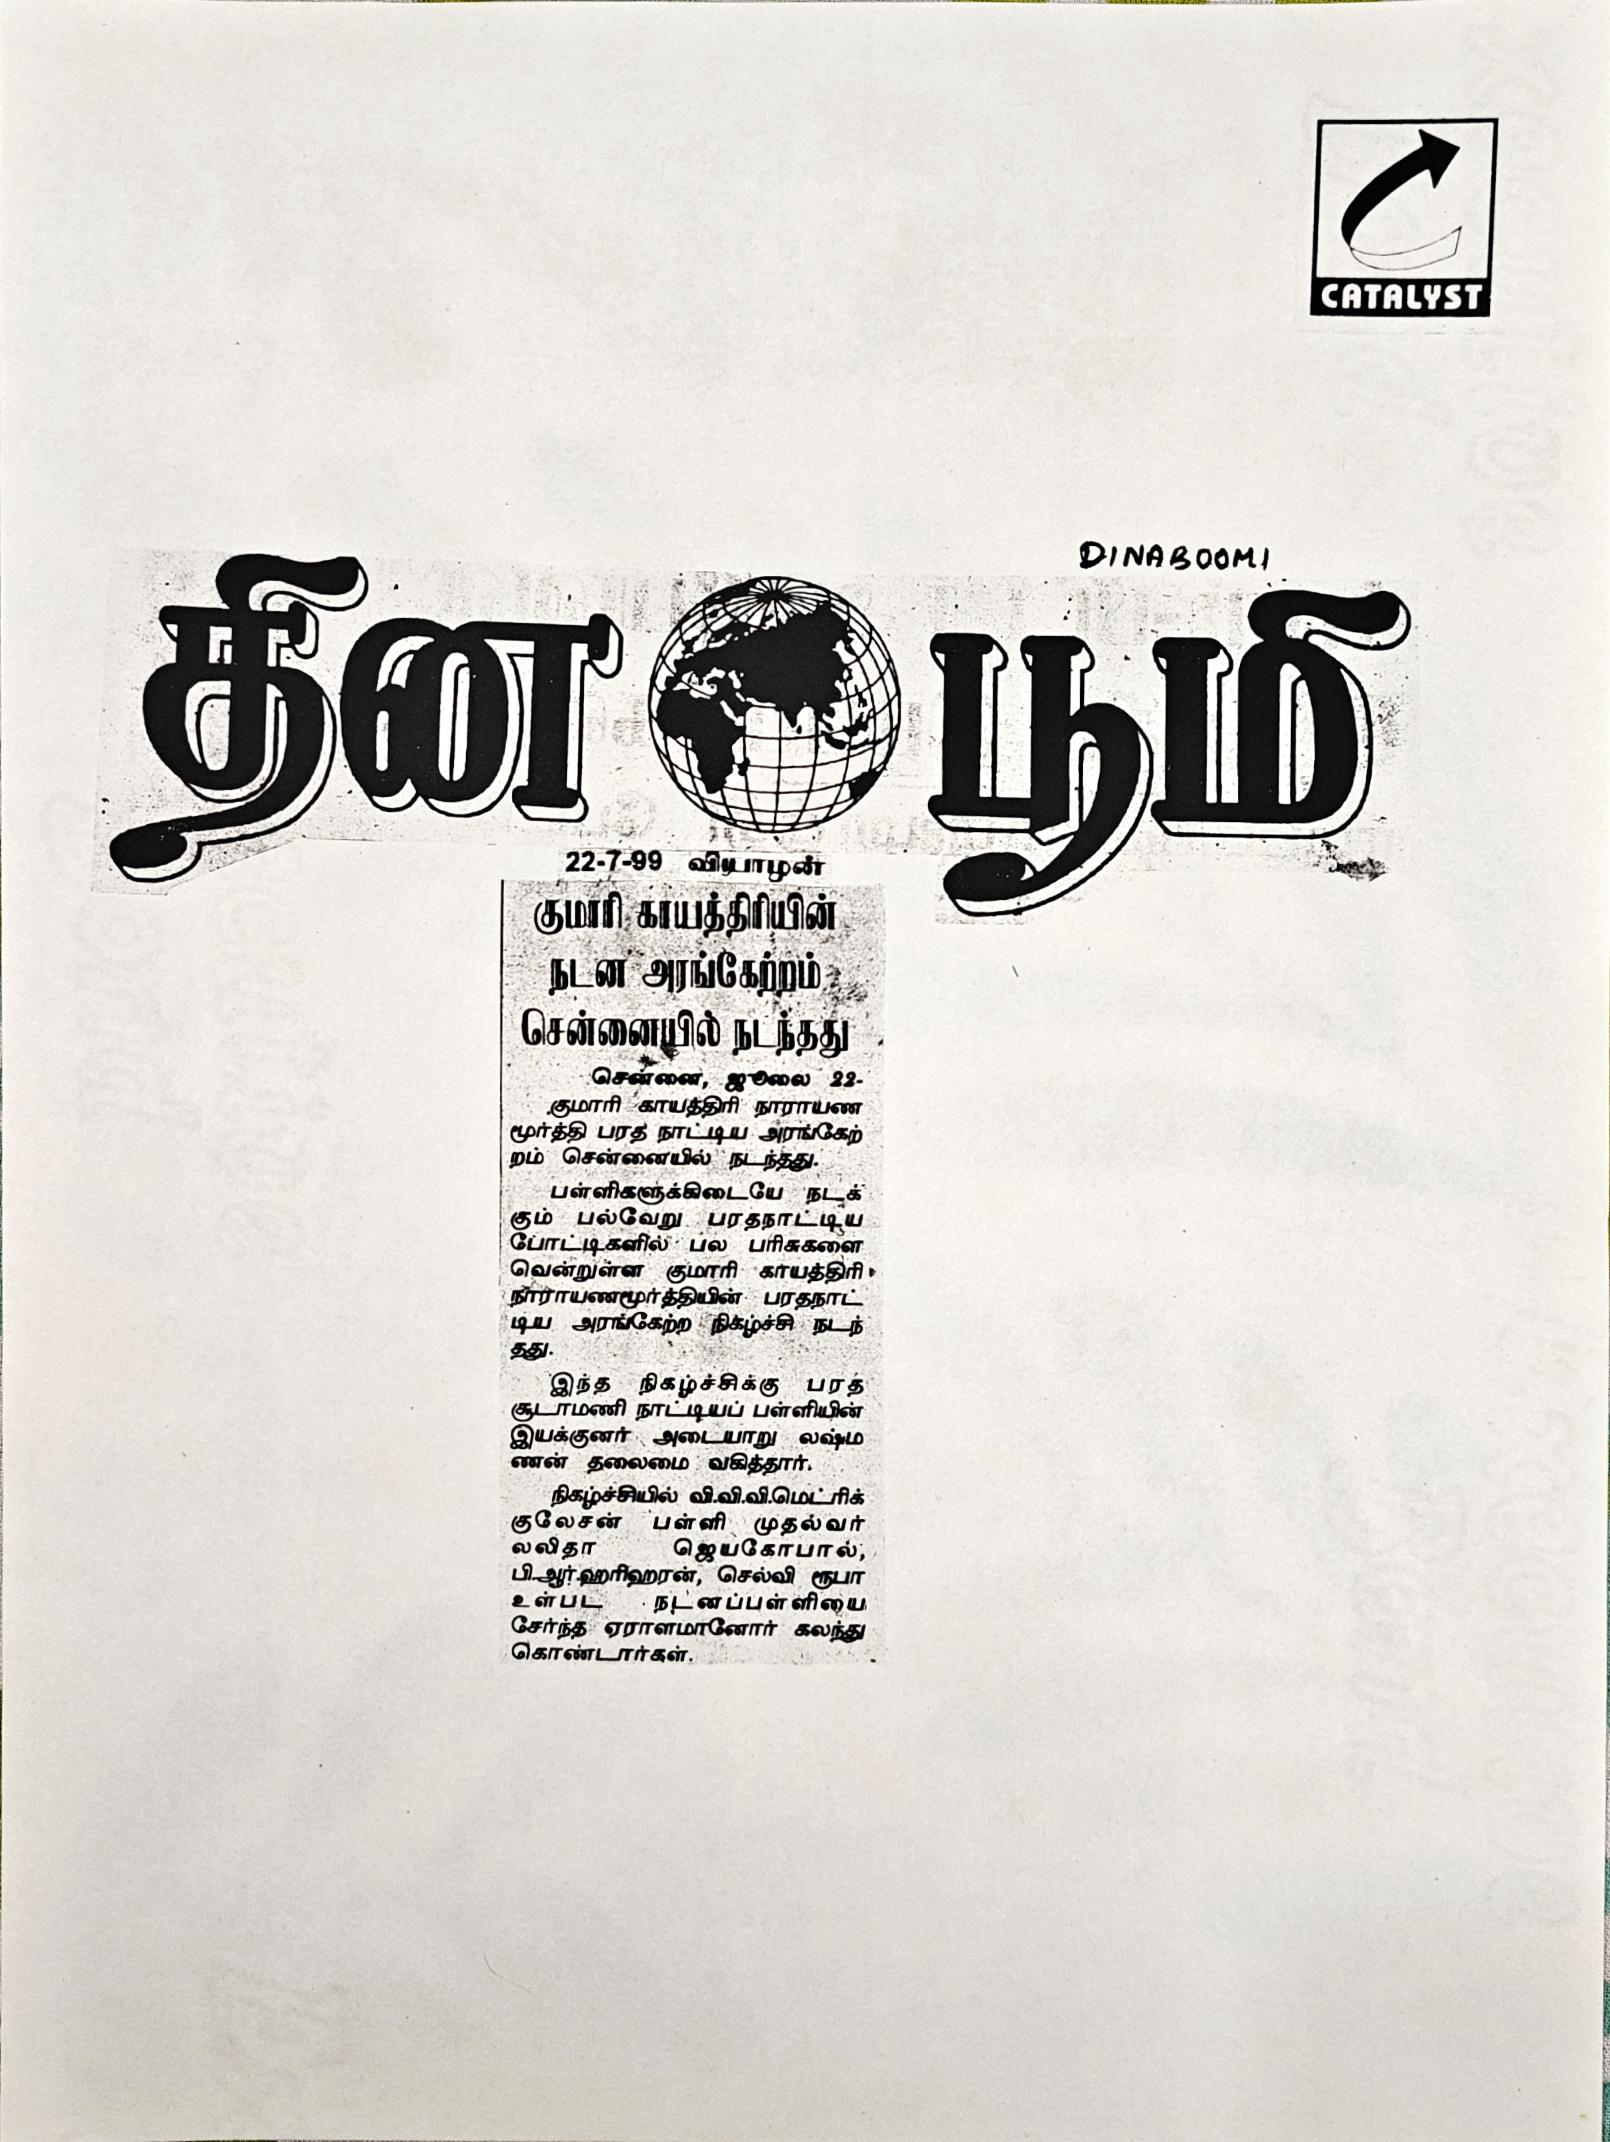 CATALYST
DINABOOMI
தின பூமி
22-7-99 வியாழன்
குமாரி காயத்திரியின்
நடன அரங்கேற்றம்
சென்னையில் நடந்தது
சென்னை, ஜூலை 22-
குமாரி காயத்திரி நாராயண
மூர்த்தி பரத நாட்டிய அரங்கேற்
றம் சென்னையில் நடந்தது.
பள்ளிகளுக்கிடையே நடக்
கும் பல்வேறு பரதநாட்டிய
போட்டிகளில் பல பரிசுகளை
வென்றுள்ள குமாரி காயத்திரி
நாராயணமூர்த்தியின் பரதநாட்
டிய அரங்கேற்ற நிகழ்ச்சி நடந்
தது.
இந்த நிகழ்ச்சிக்கு பரத
சூடாமணி நாட்டியப் பள்ளியின்
இயக்குனர் அடையாறு லஷ்ம
ணன் தலைமை வகித்தார்.
நிகழ்ச்சியில் வி.வி.வி.மெட்ரிக்
குலேசன் பள்ளி முதல்வர்
லலிதா ஜெயகோபால்,
பி.ஆர்.ஹரிஹரன், செல்வி ரூபா
உள்பட நடனப்பள்ளியை
சேர்ந்த ஏராளமானோர் கலந்து
கொண்டார்கள்.